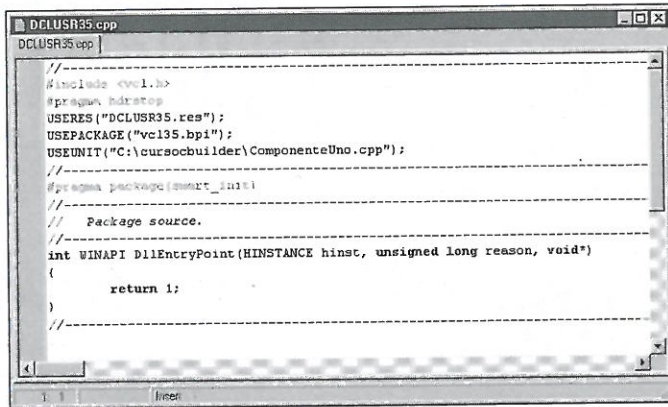 DCLUSR35.cpp
DCLUSR35.cpp
//---------------------------------------------------------------------------
#include <vcl.h>
#pragma hdrstop
USERES("DCLUSR35.res");
USEPACKAGE("vcl35.bpi");
USEUNIT("C:\cursocbuilder\ComponenteUno.cpp");
//---------------------------------------------------------------------------
#pragma package(smart_init)
//---------------------------------------------------------------------------
//   Package source.
//---------------------------------------------------------------------------
int WINAPI DllEntryPoint(HINSTANCE hinst, unsigned long reason, void*)
{
        return 1;
}
//---------------------------------------------------------------------------
1: 1 Insert